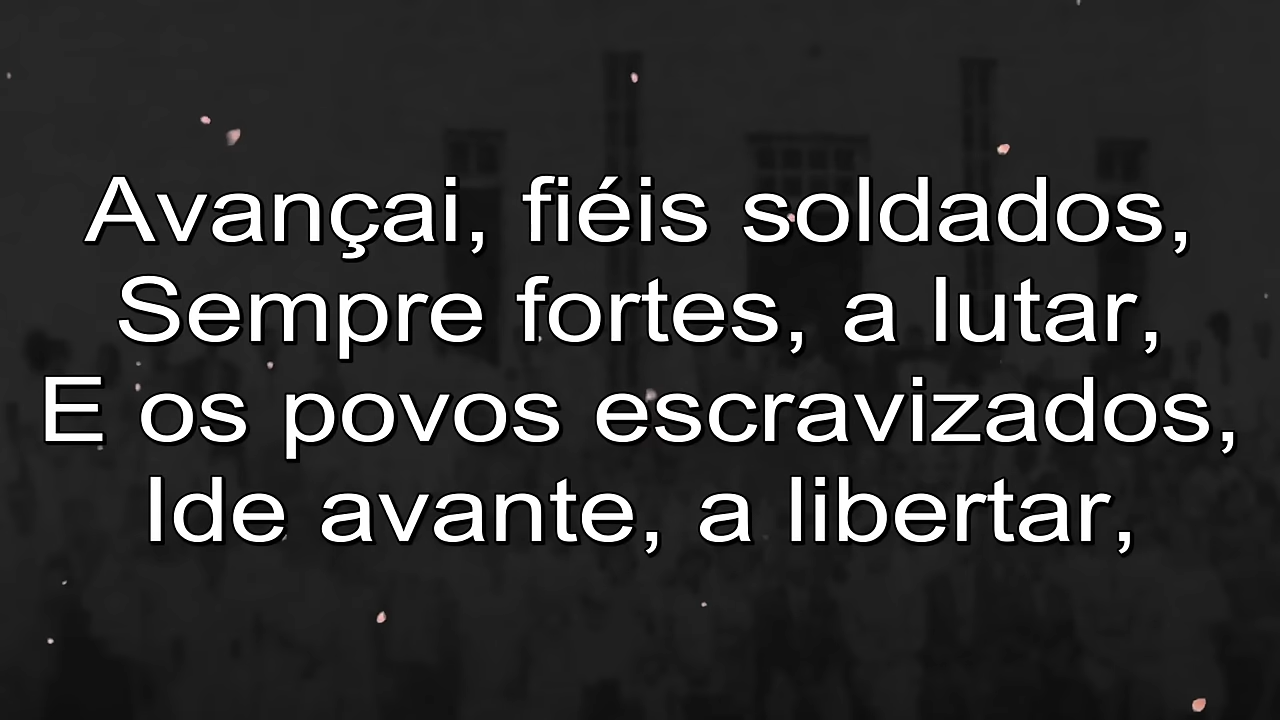 Avançai, fiéis soldados,
Sempre fortes, a lutar,
E os povos escravizados,
Ide avante, a libertar,